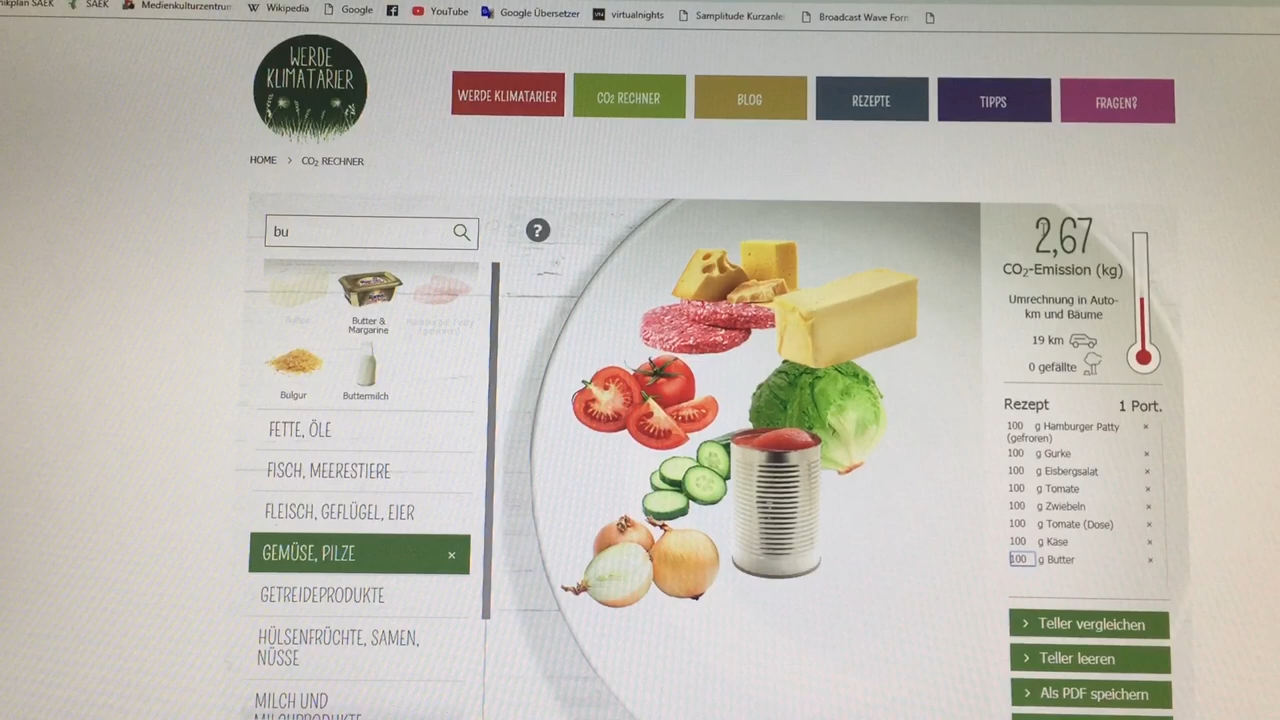 SAEK
SAEK
Medienkulturzentrum
Wikipedia
Google
YouTube
Google Übersetzer
virtualnights
Samplitude Kurzanle
Broadcast Wave Form
WERDE
KLIMATARIER
WERDE KLIMATARIER
CO2 RECHNER
BLOG
REZEPTE
TIPPS
FRAGEN?
HOME > CO2 RECHNER
bu
?
Butter &
Margarine
Hamburger Patty
Bulgur
Buttermilch
FETTE, ÖLE
FISCH, MEERESTIERE
FLEISCH, GEFLÜGEL, EIER
GEMÜSE, PILZE ×
GETREIDEPRODUKTE
HÜLSENFRÜCHTE, SAMEN,
NÜSSE
MILCH UND
MILCHPRODUKTE
2,67
CO2-Emission (kg)
Umrechnung in Auto-
km und Bäume
19 km
0 gefällte
Rezept 1 Port.
100 g Hamburger Patty ×
(gefroren)
100 g Gurke ×
100 g Eisbergsalat ×
100 g Tomate ×
100 g Zwiebeln ×
100 g Tomate (Dose) ×
100 g Käse ×
100 g Butter ×
> Teller vergleichen
> Teller leeren
> Als PDF speichern